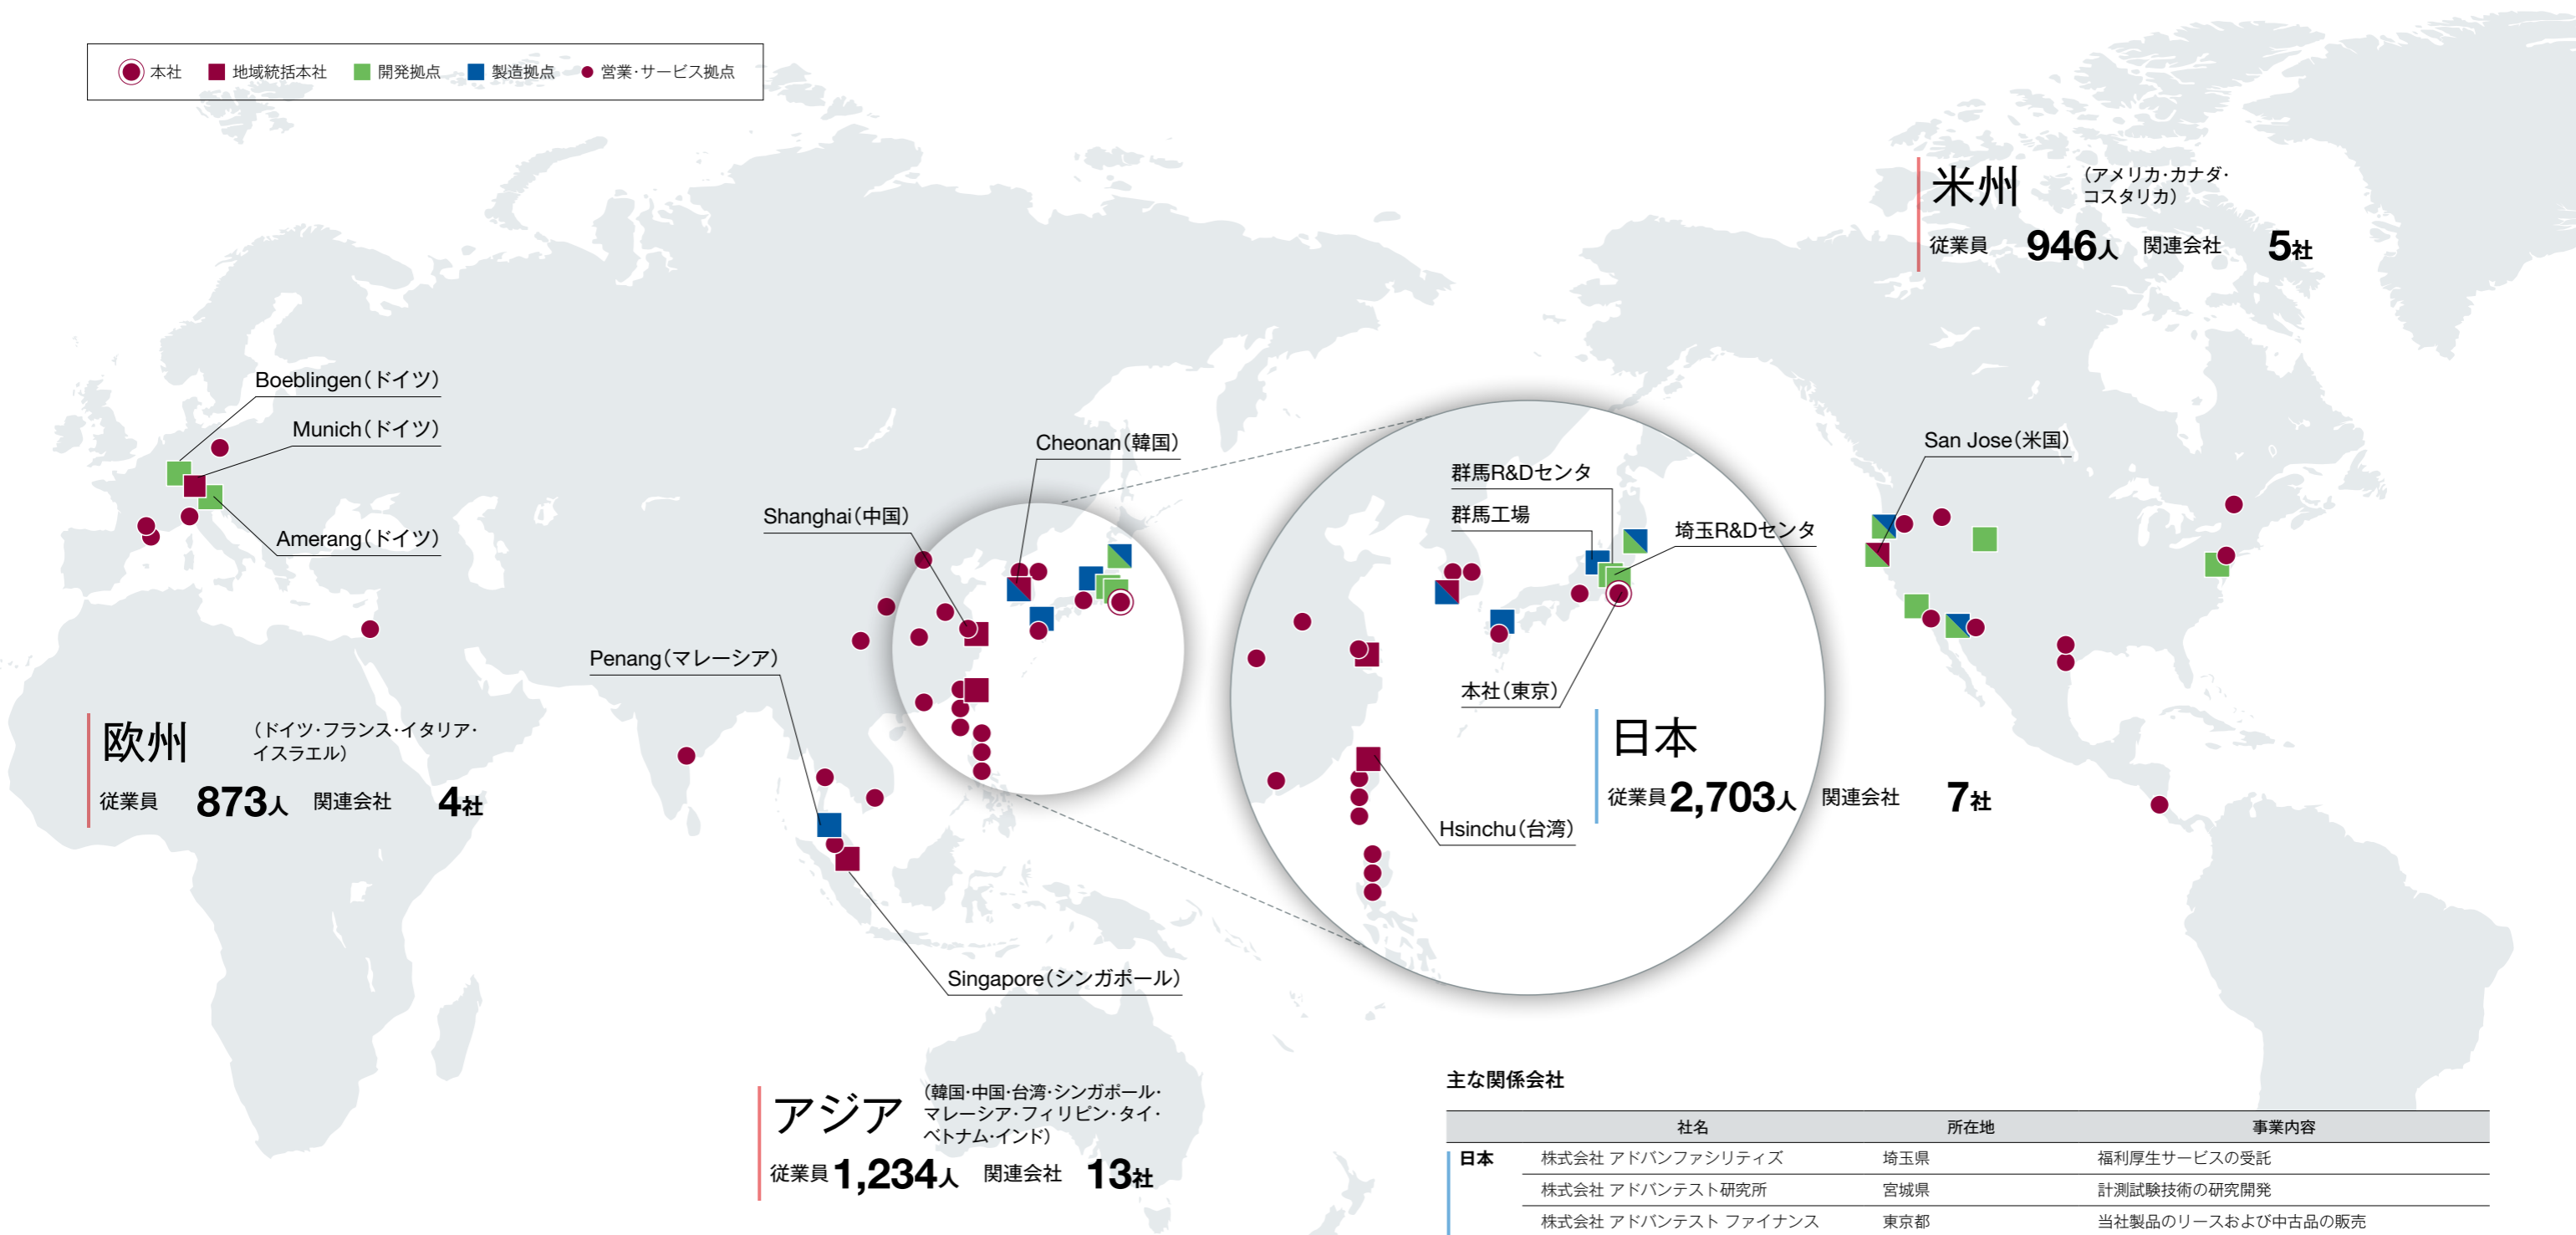 本社 地域統括本社 開発拠点 製造拠点 営業・サービス拠点
米州
（アメリカ・カナダ・
コスタリカ）
従業員 946人 関連会社 5社
Boeblingen（ドイツ）
Munich（ドイツ）
Amerang（ドイツ）
Cheonan（韓国）
Shanghai（中国）
Penang（マレーシア）
Singapore（シンガポール）
群馬R&Dセンタ
群馬工場
埼玉R&Dセンタ
本社（東京）
Hsinchu（台湾）
San Jose（米国）
欧州
（ドイツ・フランス・イタリア・
イスラエル）
従業員 873人 関連会社 4社
日本
従業員 2,703人 関連会社 7社
アジア
（韓国・中国・台湾・シンガポール・
マレーシア・フィリピン・タイ・
ベトナム・インド）
従業員 1,234人 関連会社 13社
主な関係会社
社名 所在地 事業内容
日本 株式会社 アドバンファシリティズ 埼玉県 福利厚生サービスの受託
株式会社 アドバンテスト研究所 宮城県 計測試験技術の研究開発
株式会社 アドバンテスト ファイナンス 東京都 当社製品のリースおよび中古品の販売